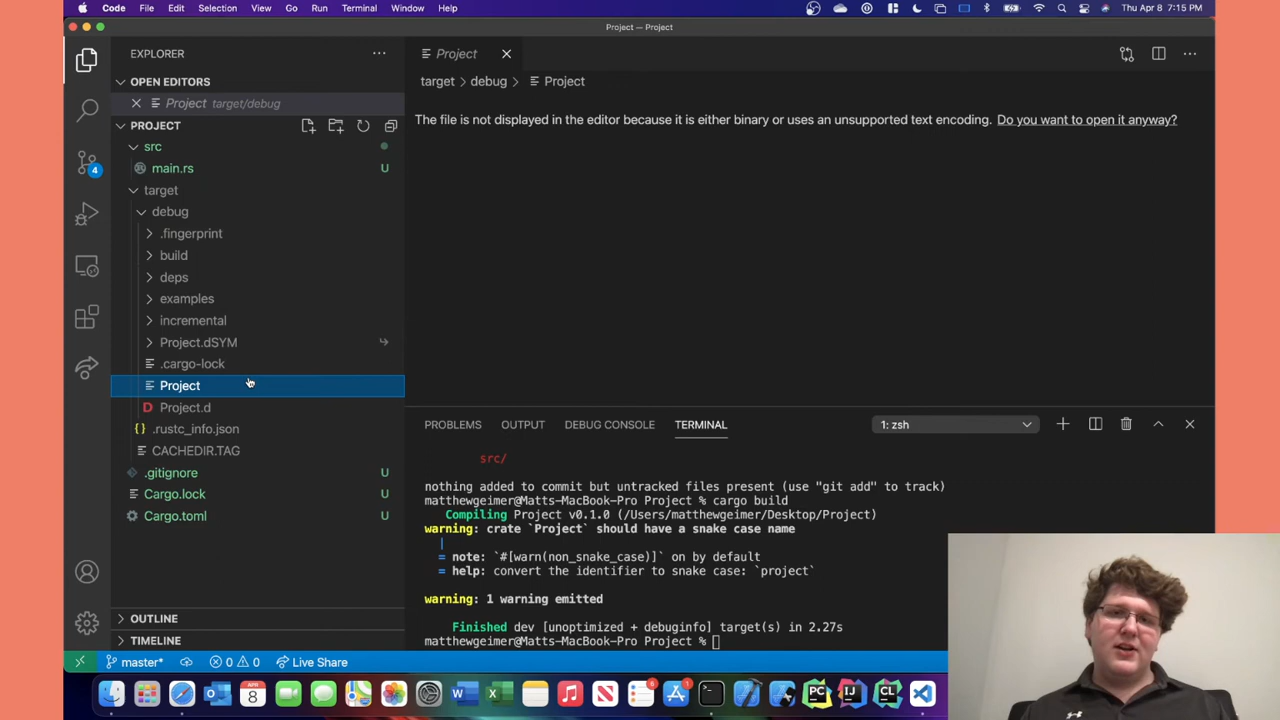 Code File Edit Selection View Go Run Terminal Window Help
Thu Apr 8 7:15 PM
Project — Project
EXPLORER
OPEN EDITORS
Project target/debug
PROJECT
src
main.rs U
target
debug
.fingerprint
build
deps
examples
incremental
Project.dSYM
.cargo-lock
Project
D Project.d
{} .rustc_info.json
CACHEDIR.TAG
.gitignore U
Cargo.lock U
Cargo.toml U
OUTLINE
TIMELINE
4
Project
target > debug > Project
The file is not displayed in the editor because it is either binary or uses an unsupported text encoding. Do you want to open it anyway?
PROBLEMS OUTPUT DEBUG CONSOLE TERMINAL 1: zsh
src/
nothing added to commit but untracked files present (use "git add" to track)
matthewgeimer@Matts-MacBook-Pro Project % cargo build
Compiling Project v0.1.0 (/Users/matthewgeimer/Desktop/Project)
warning: crate `Project` should have a snake case name
|
= note: `#[warn(non_snake_case)]` on by default
= help: convert the identifier to snake case: `project`
warning: 1 warning emitted
Finished dev [unoptimized + debuginfo] target(s) in 2.27s
matthewgeimer@Matts-MacBook-Pro Project %
master* 0 0 Live Share
8 W X 6 N 1 PC IJ CL